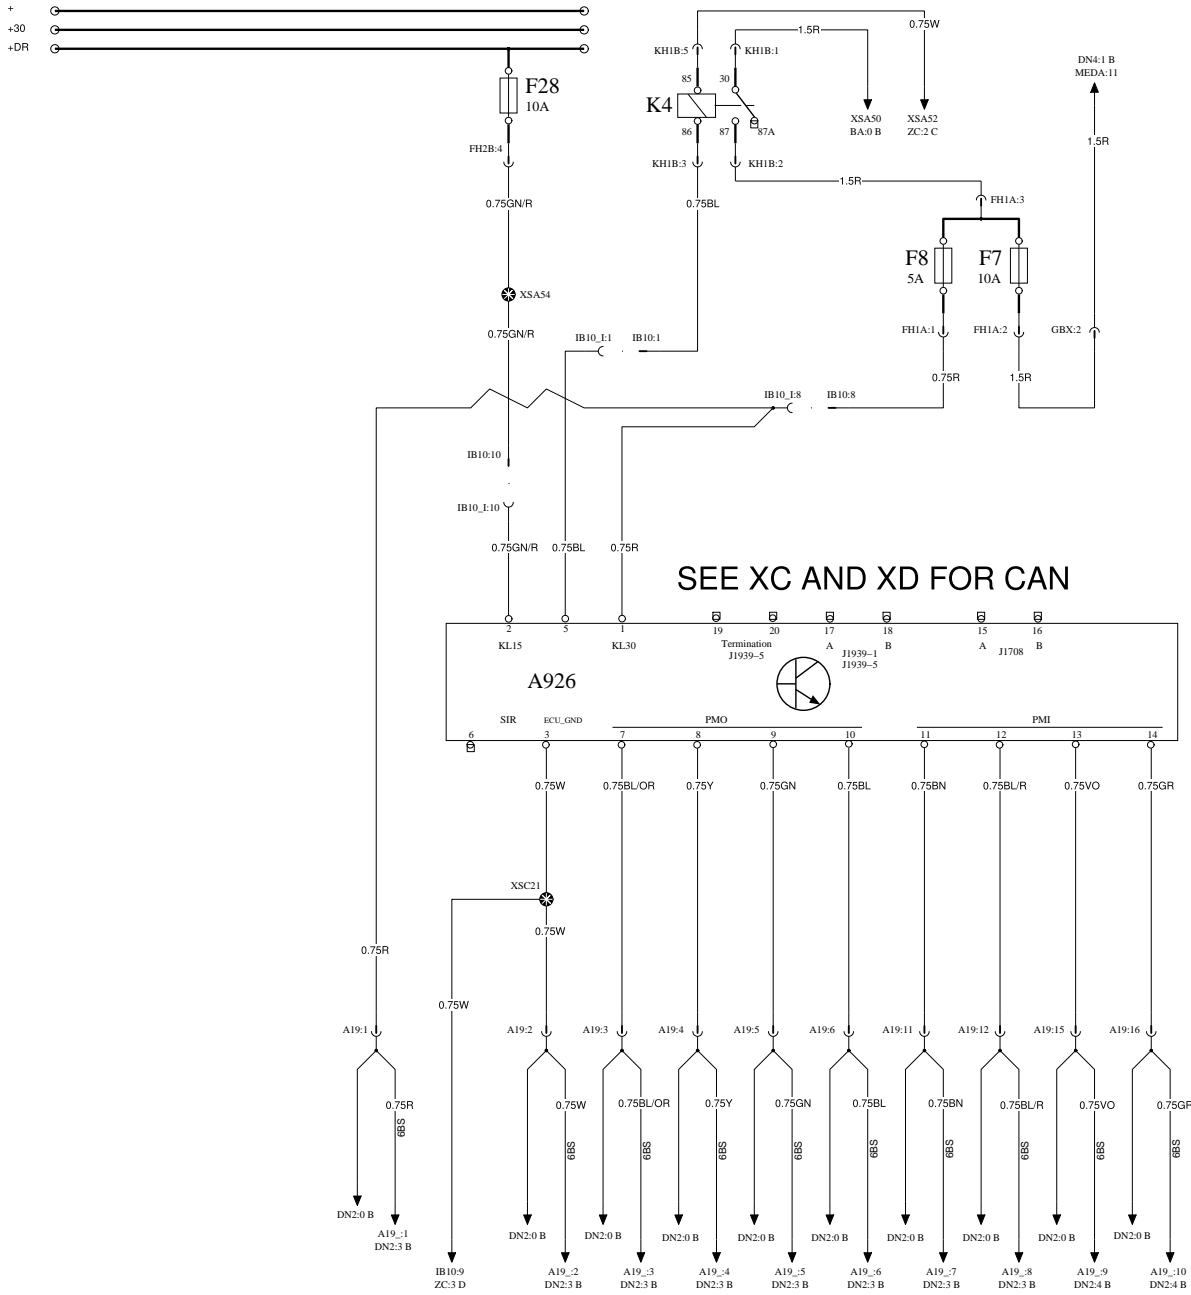 +
+30
+DR
F28
10A
FH2B:4
0.75GN/R
XSA54
0.75GN/R
IB10:10
IB10_I:10
0.75GN/R
0.75BL
0.75R
KH1B:5
KH1B:1
1.5R
0.75W
85
30
K4
86
87
87A
KH1B:3
KH1B:2
XSA50
BA:0 B
XSA52
ZC:2 C
DN4:1 B
MEDA:11
1.5R
0.75BL
1.5R
FH1A:3
F8
5A
F7
10A
FH1A:1
FH1A:2
GBX:2
0.75R
1.5R
IB10_I:1
IB10:1
IB10_I:8
IB10:8
SEE XC AND XD FOR CAN
2
5
1
19
20
17
18
15
16
KL15
KL30
Termination
J1939–5
A
J1939–1
J1939–5
B
A
J1708
B
A926
SIR
ECU_GND
PMO
PMI
6
3
7
8
9
10
11
12
13
14
0.75W
0.75BL/OR
0.75Y
0.75GN
0.75BL
0.75BN
0.75BL/R
0.75VO
0.75GR
XSC21
0.75W
0.75R
0.75W
A19:1
A19:2
A19:3
A19:4
A19:5
A19:6
A19:11
A19:12
A19:15
A19:16
0.75R
0.75W
0.75BL/OR
0.75Y
0.75GN
0.75BL
0.75BN
0.75BL/R
0.75VO
0.75GR
6BS
6BS
6BS
6BS
6BS
6BS
6BS
6BS
6BS
6BS
DN2:0 B
A19_:1
DN2:3 B
DN2:0 B
DN2:0 B
DN2:0 B
DN2:0 B
DN2:0 B
DN2:0 B
DN2:0 B
DN2:0 B
DN2:0 B
IB10:9
ZC:3 D
A19_:2
DN2:3 B
A19_:3
DN2:3 B
A19_:4
DN2:3 B
A19_:5
DN2:3 B
A19_:6
DN2:3 B
A19_:7
DN2:3 B
A19_:8
DN2:3 B
A19_:9
DN2:4 B
A19_:10
DN2:4 B